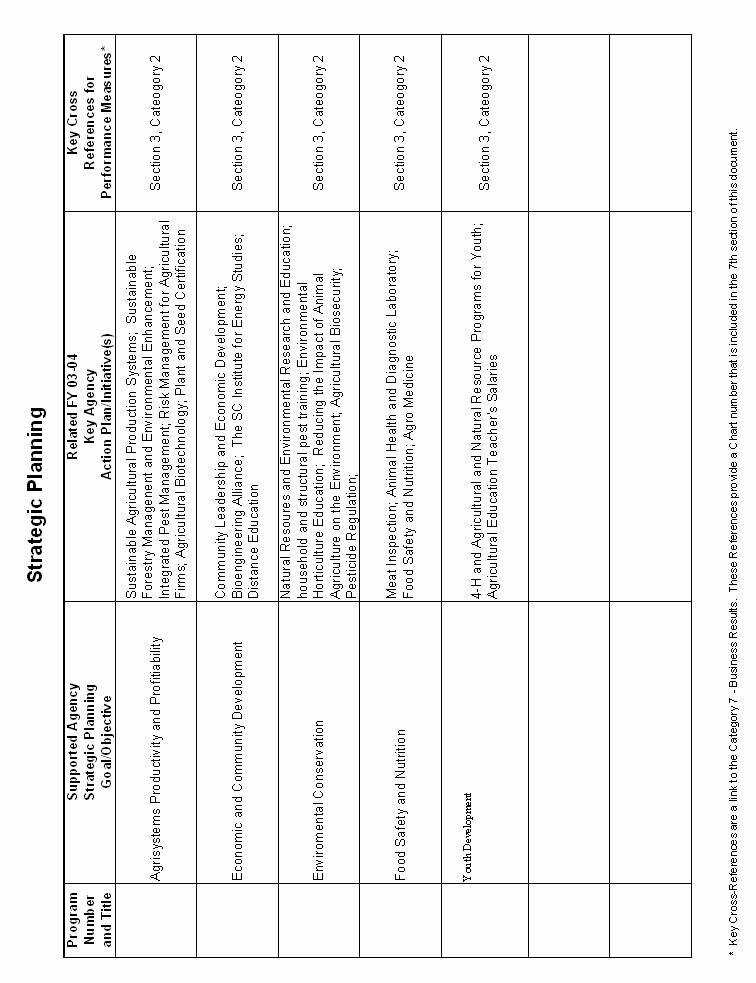 Strategic Planning
Program
Number
and Title
Supported Agency
Strategic Planning
Goal/Objective
Related FY 03-04
Key Agency
Action Plan/Initiative(s)
Key Cross
References for
Performance Measures*
Agrisystems Productivity and Profitiability
Sustainable Agricultural Production Systems; Sustainable
Forestry Management and Environmental Enhancement;
Integrated Pest Management; Risk Management for Agricultural
Firms; Agricultural Biotechnology; Plant and Seed Certification
Section 3, Cateogory 2
Economic and Community Development
Community Leadership and Economic Development;
Bioengineering Alliance; The SC Institute for Energy Studies;
Distance Education
Section 3, Cateogory 2
Enviromental Conservation
Natural Resoures and Environmental Research and Education;
household and structural pest training; Environmental
Horticulture Education; Reducing the Impact of Animal
Agriculture on the Environment; Agricultural Biosecurity;
Pesticide Regulation;
Section 3, Cateogory 2
Food Safety and Nutrition
Meat Inspection; Animal Health and Diagnostic Laboratory;
Food Safety and Nutrition; Agro Medicine
Section 3, Cateogory 2
Youth Development
4-H and Agricultural and Natural Resource Programs for Youth;
Agricultural Education Teacher's Salaries
Section 3, Cateogory 2
* Key Cross-References are a link to the Category 7 - Business Results. These References provide a Chart number that is included in the 7th section of this document.